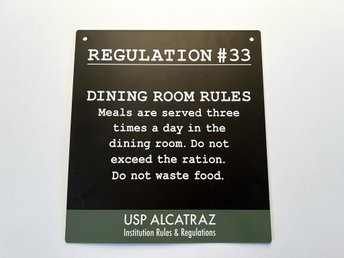 REGULATION #33
DINING ROOM RULES
Meals are served three
times a day in the
dining room. Do not
exceed the ration.
Do not waste food.
USP ALCATRAZ
Institution Rules & Regulations